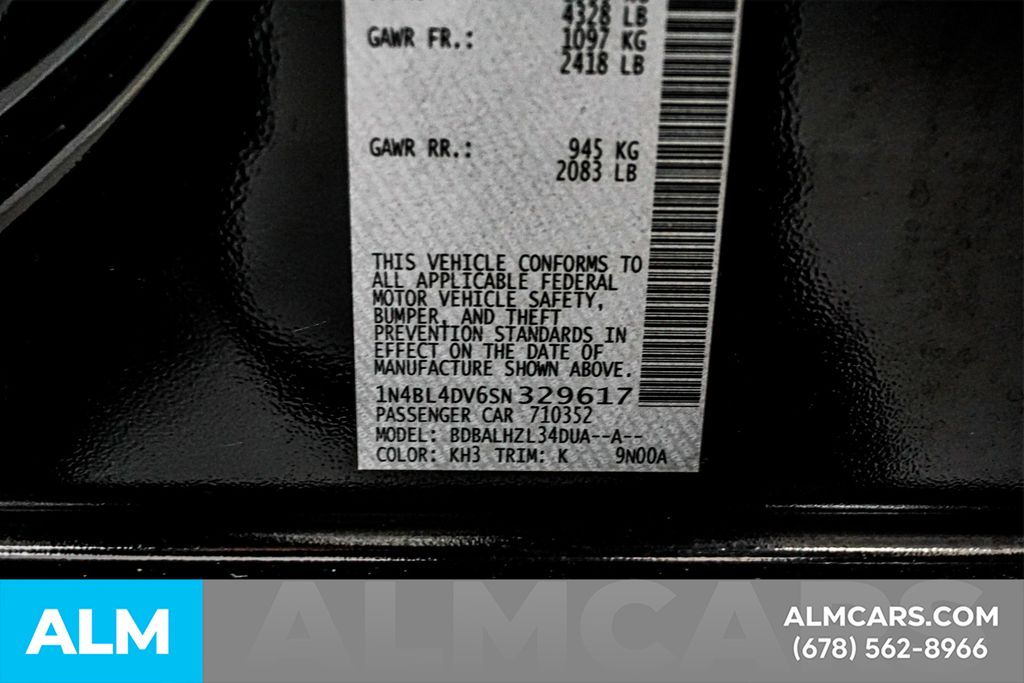 4328 LB
GAWR FR.: 1097 KG
2418 LB
GAWR RR.: 945 KG
2083 LB
THIS VEHICLE CONFORMS TO
ALL APPLICABLE FEDERAL
MOTOR VEHICLE SAFETY,
BUMPER, AND THEFT
PREVENTION STANDARDS IN
EFFECT ON THE DATE OF
MANUFACTURE SHOWN ABOVE.
1N4BL4DV6SN329617
PASSENGER CAR 710352
MODEL: BDBALHZL34DUA--A--
COLOR: KH3 TRIM: K 9N00A
ALMCARS
ALM
ALMCARS.COM
(678) 562-8966